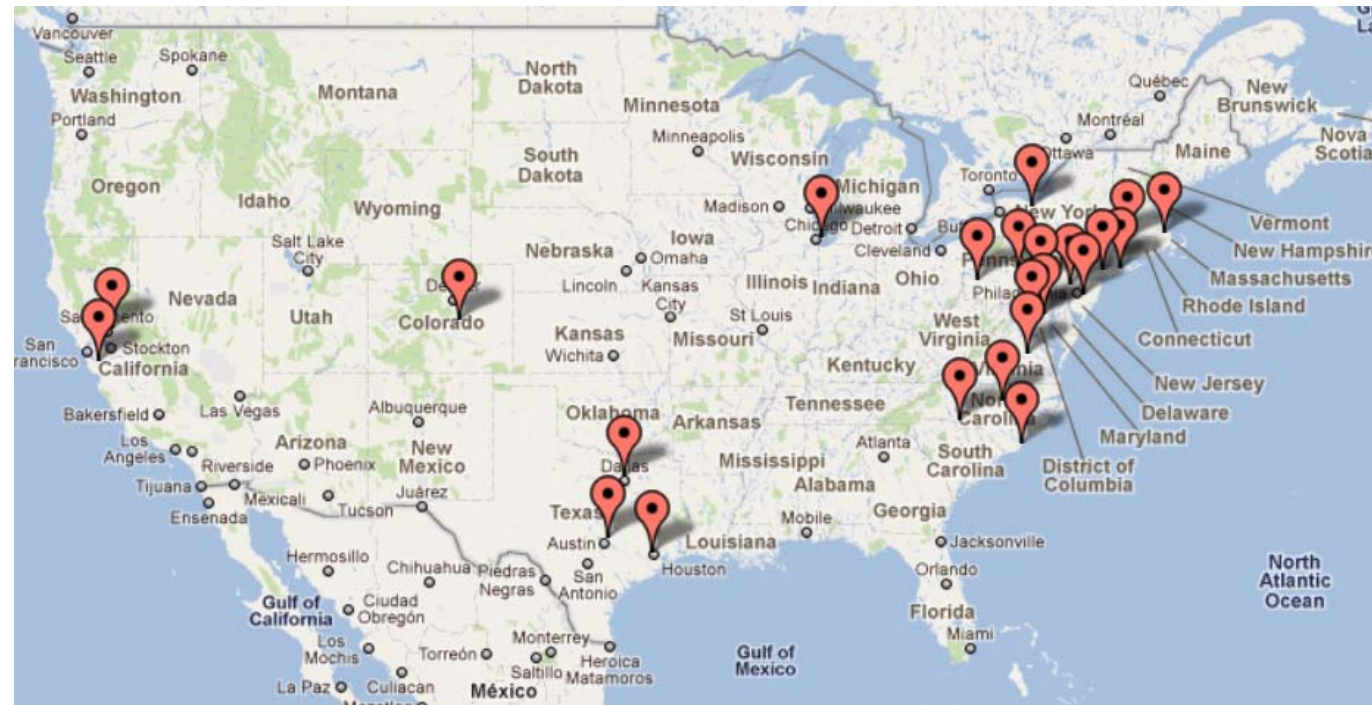 Vancouver
Seattle
Spokane
Washington
Portland
Montana
North
Dakota
Minnesota
Minneapolis
Québec
New
Brunswick
Montréal
Ottawa
Maine
Nova
Scotia
Oregon
Idaho
Wyoming
South
Dakota
Wisconsin
Madison
Michigan
Toronto
New York
Vermont
Salt Lake
City
Nebraska
Iowa
Omaha
Lincoln
Chicago
Detroit
Cleveland
New Hampshire
Massachusetts
Rhode Island
Connecticut
New Jersey
Delaware
Maryland
District of
Columbia
Nevada
Utah
Colorado
Kansas
City
Kansas
Wichita
Missouri
St Louis
Illinois
Indiana
Ohio
West
Virginia
Kentucky
San
Francisco
Stockton
California
Bakersfield
Las Vegas
Los
Angeles
Riverside
Arizona
Phoenix
Albuquerque
New
Mexico
Oklahoma
Arkansas
Tennessee
Carolina
Atlanta
South
Carolina
Mississippi
Alabama
Georgia
Tijuana
Mexicali
Ensenada
Tucson
Juárez
Dallas
Texas
Austin
Houston
Louisiana
Mobile
Jacksonville
Orlando
Florida
Miami
Hermosillo
Chihuahua
Piedras
Negras
San
Antonio
Gulf of
California
Ciudad
Obregón
Los
Mochis
Torreón
Monterrey
Saltillo
Heroica
Matamoros
La Paz
Culiacan
México
Gulf of
Mexico
North
Atlantic
Ocean